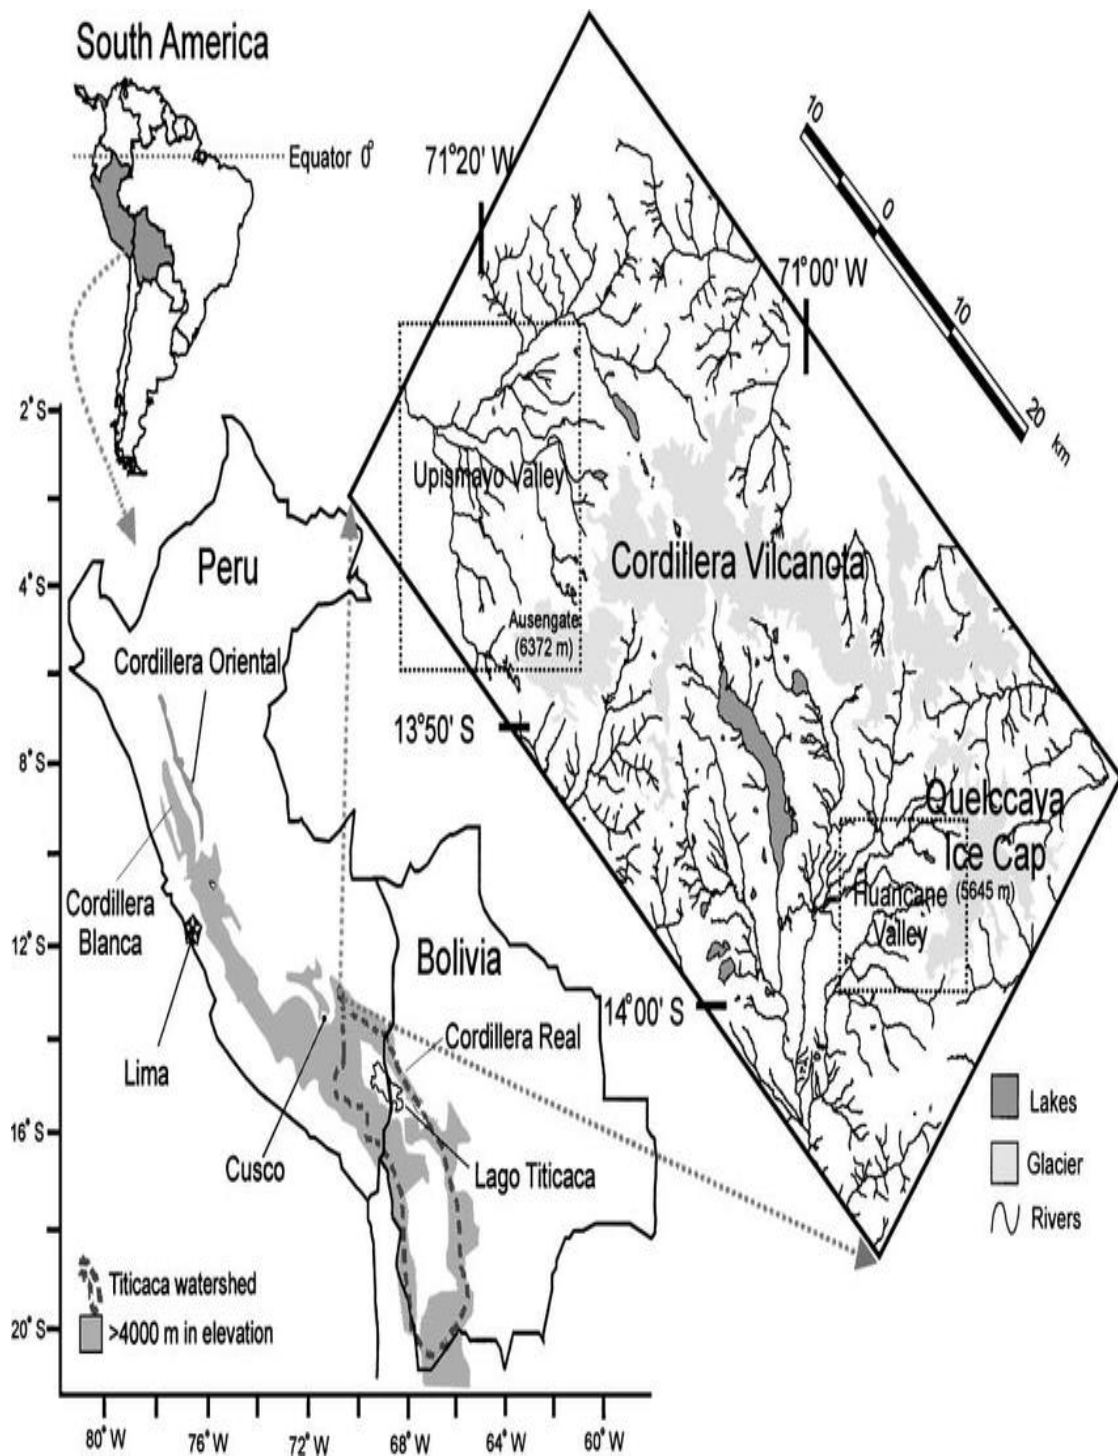 South America
Equator 0°
71°20' W
71°00' W
10
0
10
20
km
Upismayo Valley
Cordillera Vilcanota
Ausengate
(6372 m)
13°50' S
Quelccaya
Ice Cap
(5645 m)
Huancane
Valley
14°00' S
Lakes
Glacier
Rivers
2°S
4°S
8°S
12°S
16°S
20°S
Peru
Cordillera Oriental
Cordillera
Blanca
Lima
Cusco
Bolivia
Cordillera Real
Lago Titicaca
Titicaca watershed
>4000 m in elevation
80°W
76°W
72°W
68°W
64°W
60°W